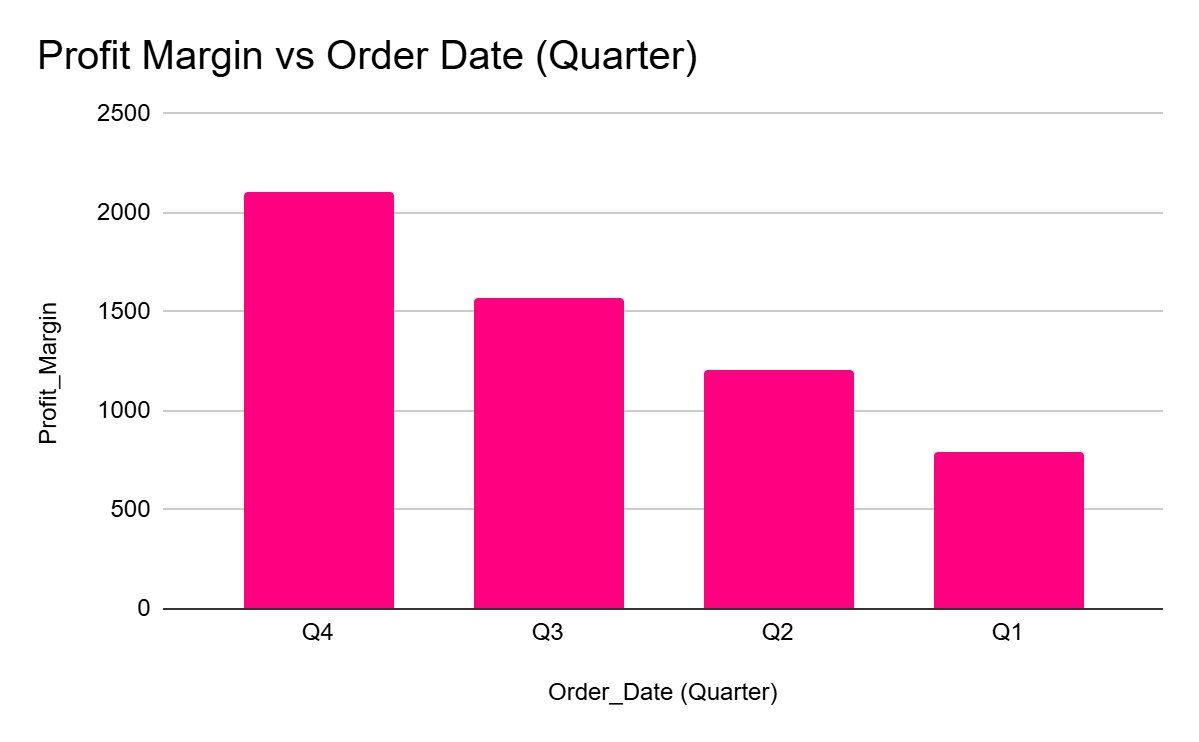 Profit Margin vs Order Date (Quarter)
2500
2000
1500
1000
500
0
Profit_Margin
Q4 Q3 Q2 Q1
Order_Date (Quarter)